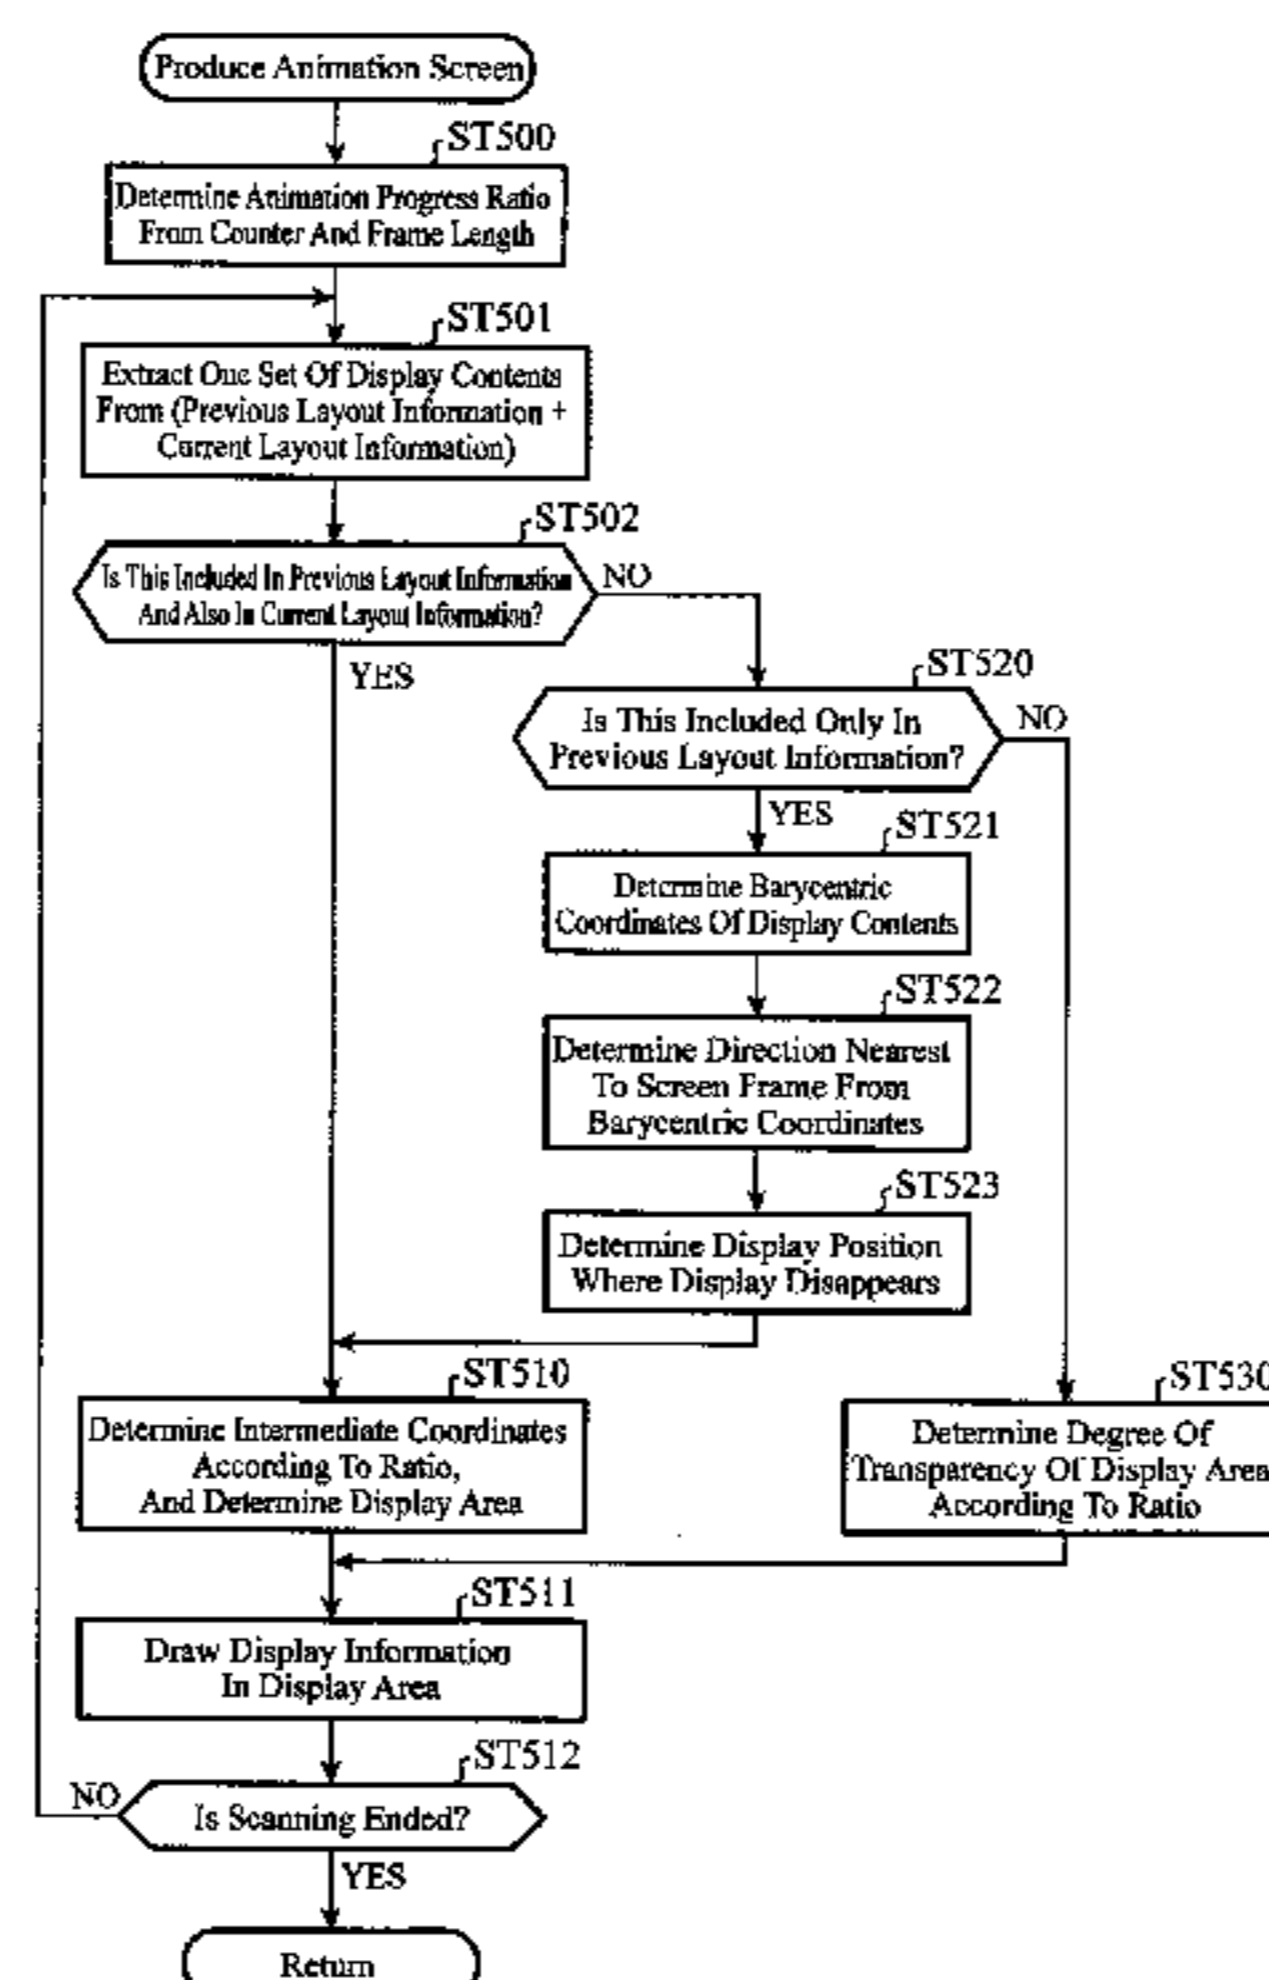 Produce Animation Screen
ST500
Determine Animation Progress Ratio
From Counter And Frame Length
ST501
Extract One Set Of Display Contents
From (Previous Layout Information +
Current Layout Information)
ST502
Is This Included In Previous Layout Information
And Also In Current Layout Information?
NO
YES
ST520
Is This Included Only In
Previous Layout Information?
NO
YES
ST521
Determine Barycentric
Coordinates Of Display Contents
ST522
Determine Direction Nearest
To Screen Frame From
Barycentric Coordinates
ST523
Determine Display Position
Where Display Disappears
ST510
Determine Intermediate Coordinates
According To Ratio,
And Determine Display Area
ST530
Determine Degree Of
Transparency Of Display Area
According To Ratio
ST511
Draw Display Information
In Display Area
ST512
Is Scanning Ended?
NO
YES
Return